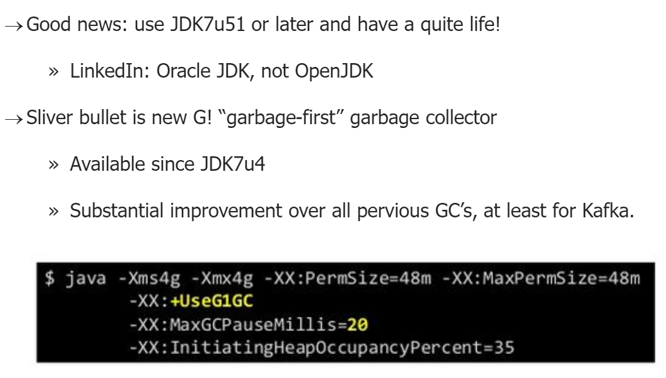 →Good news: use JDK7u51 or later and have a quite life!
» LinkedIn: Oracle JDK, not OpenJDK
→Sliver bullet is new G! “garbage-first” garbage collector
» Available since JDK7u4
» Substantial improvement over all pervious GC’s, at least for Kafka.
$ java -Xms4g -Xmx4g -XX:PermSize=48m -XX:MaxPermSize=48m
-XX:+UseG1GC
-XX:MaxGCPauseMillis=20
-XX:InitiatingHeapOccupancyPercent=35